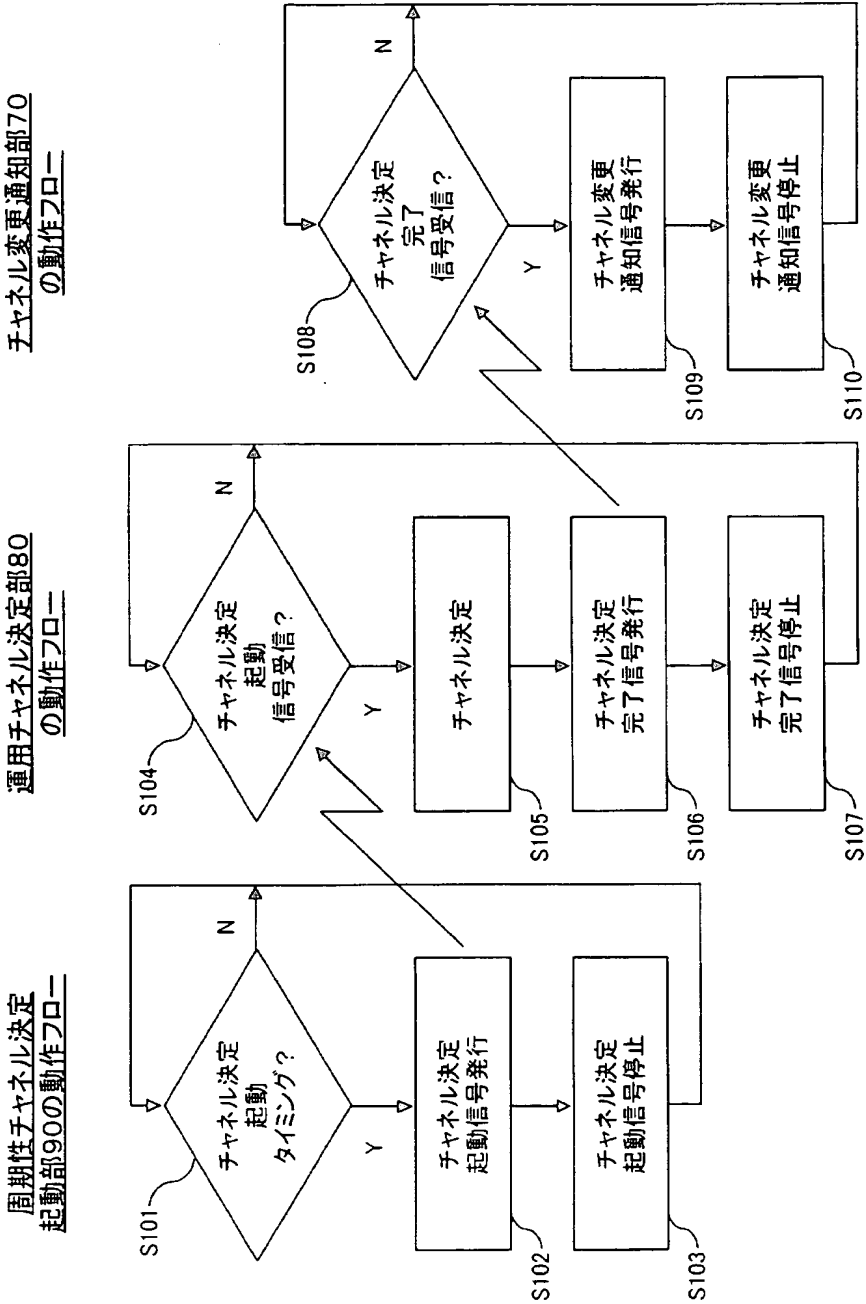 周期性チャネル決定
起動部90の動作フロー
S101
チャネル決定
起動
タイミング?
N
Y
S102
チャネル決定
起動信号発行
S103
チャネル決定
起動信号停止
運用チャネル決定部80
の動作フロー
S104
チャネル決定
起動
信号受信?
N
Y
S105
チャネル決定
S106
チャネル決定
完了信号発行
S107
チャネル決定
完了信号停止
チャネル変更通知部70
の動作フロー
S108
チャネル決定
完了
信号受信?
N
Y
S109
チャネル変更
通知信号発行
S110
チャネル変更
通知信号停止